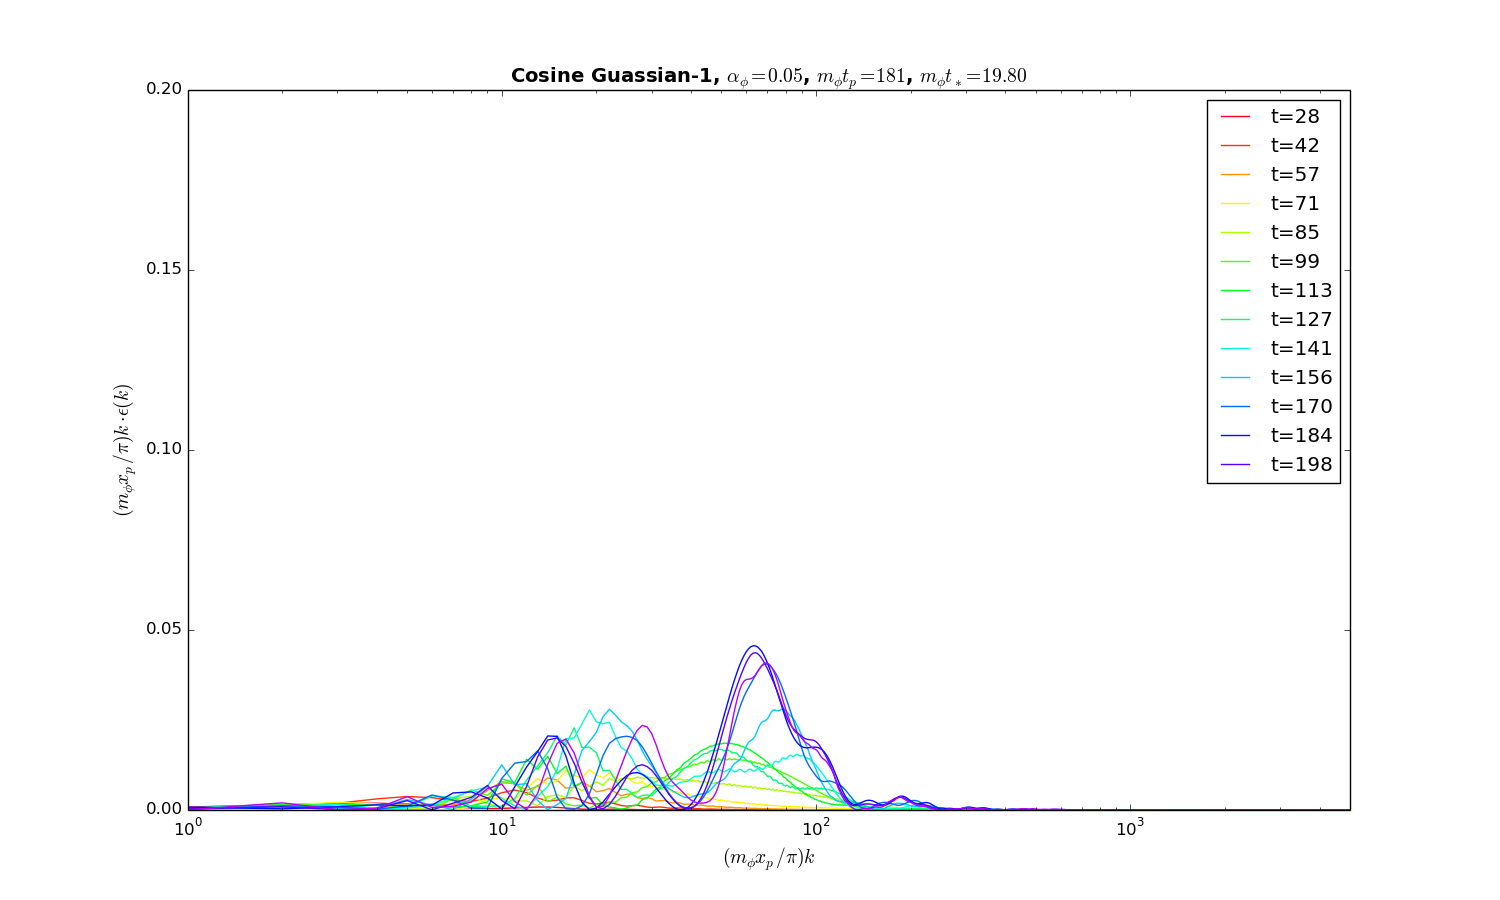 Cosine Guassian-1, α_ϕ=0.05, m_ϕt_p=181, m_ϕt_*=19.80
0.20
0.15
0.10
0.05
0.00
(m_ϕx_p/π)k·ϵ(k)
10^0
10^1
10^2
10^3
(m_ϕx_p/π)k
t=28
t=42
t=57
t=71
t=85
t=99
t=113
t=127
t=141
t=156
t=170
t=184
t=198